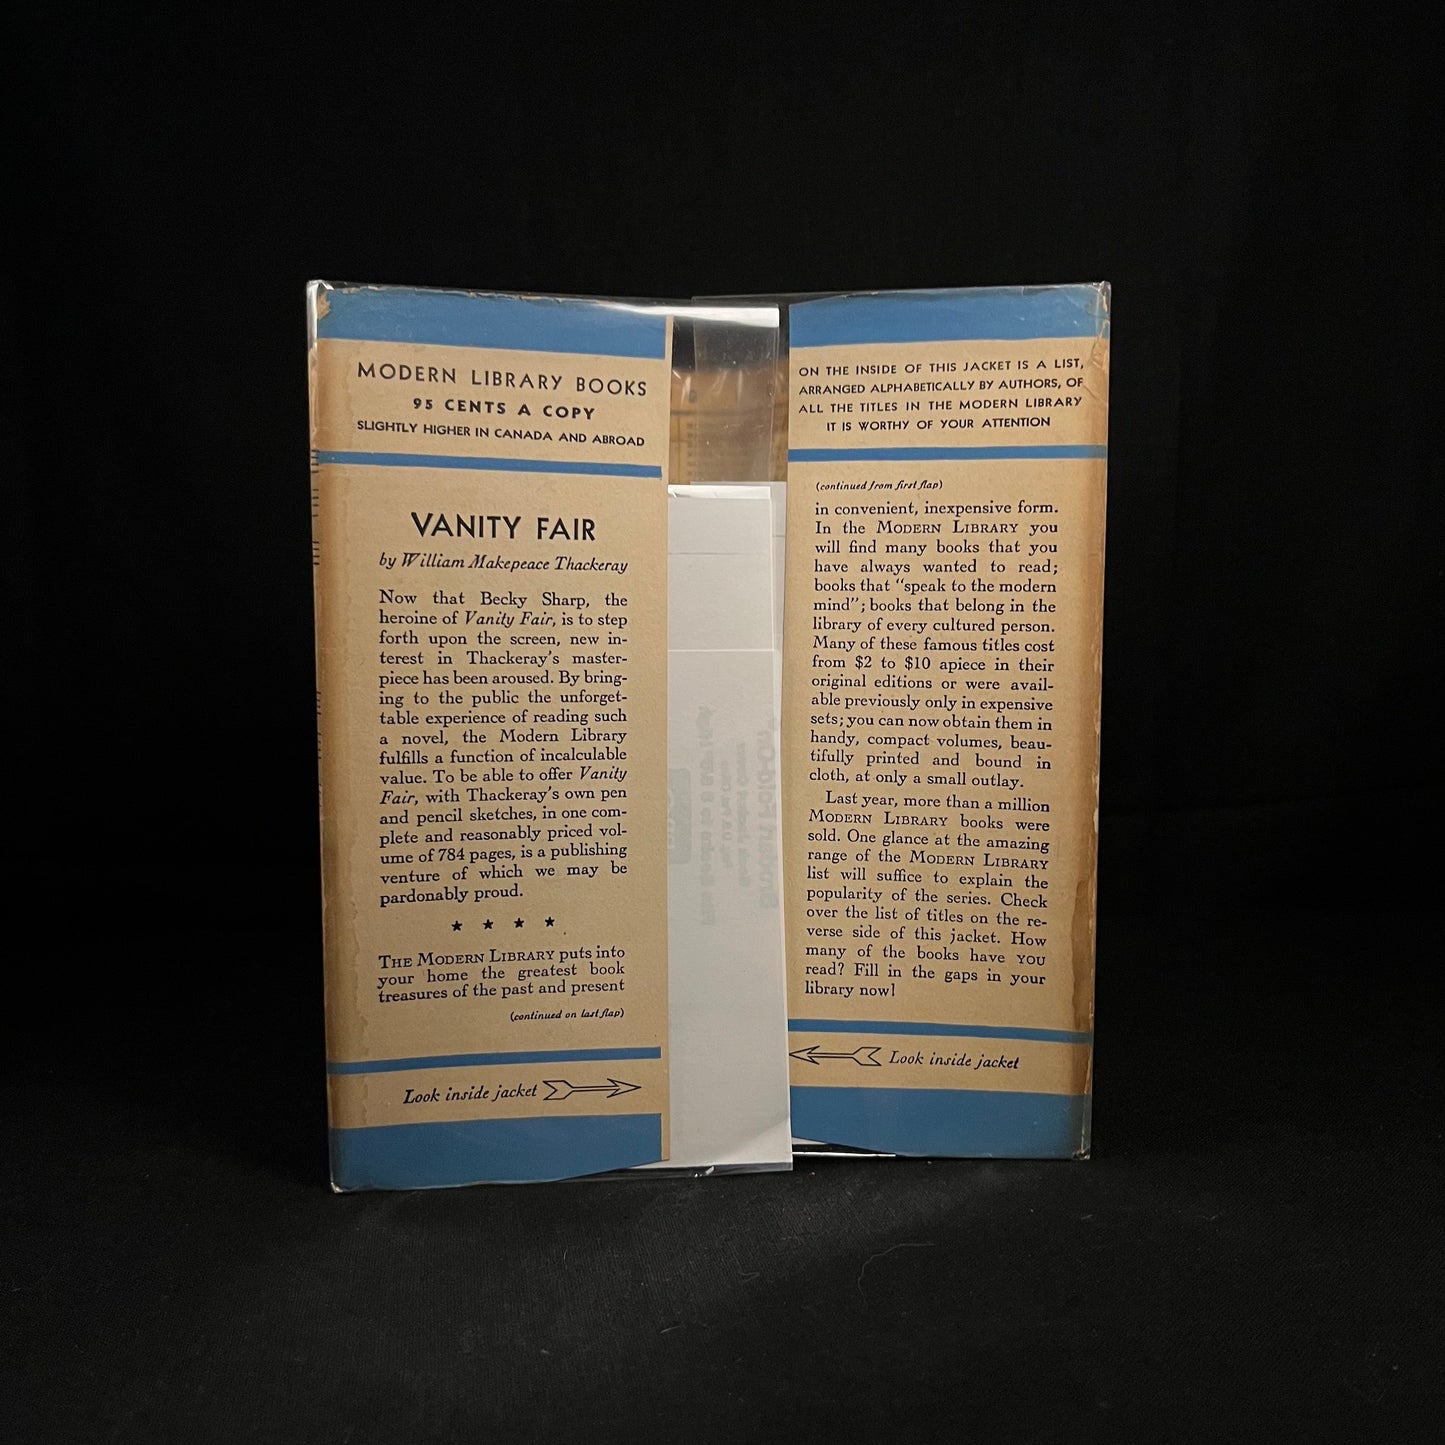 MODERN LIBRARY BOOKS
95 CENTS A COPY
SLIGHTLY HIGHER IN CANADA AND ABROAD
VANITY FAIR
by William Makepeace Thackeray
Now that Becky Sharp, the
heroine of Vanity Fair, is to step
forth upon the screen, new in-
terest in Thackeray's master-
piece has been aroused. By bring-
ing to the public the unforget-
table experience of reading such
a novel, the Modern Library
fulfills a function of incalculable
value. To be able to offer Vanity
Fair, with Thackeray's own pen
and pencil sketches, in one com-
plete and reasonably priced vol-
ume of 784 pages, is a publishing
venture of which we may be
pardonably proud.
★ ★ ★ ★
THE MODERN LIBRARY puts into
your home the greatest book
treasures of the past and present
(continued on last flap)
Look inside jacket
ON THE INSIDE OF THIS JACKET IS A LIST,
ARRANGED ALPHABETICALLY BY AUTHORS, OF
ALL THE TITLES IN THE MODERN LIBRARY
IT IS WORTHY OF YOUR ATTENTION
(continued from first flap)
in convenient, inexpensive form.
In the MODERN LIBRARY you
will find many books that you
have always wanted to read;
books that "speak to the modern
mind"; books that belong in the
library of every cultured person.
Many of these famous titles cost
from $2 to $10 apiece in their
original editions or were avail-
able previously only in expensive
sets; you can now obtain them in
handy, compact volumes, beau-
tifully printed and bound in
cloth, at only a small outlay.
Last year, more than a million
MODERN LIBRARY books were
sold. One glance at the amazing
range of the MODERN LIBRARY
list will suffice to explain the
popularity of the series. Check
over the list of titles on the re-
verse side of this jacket. How
many of the books have YOU
read? Fill in the gaps in your
library now!
Look inside jacket